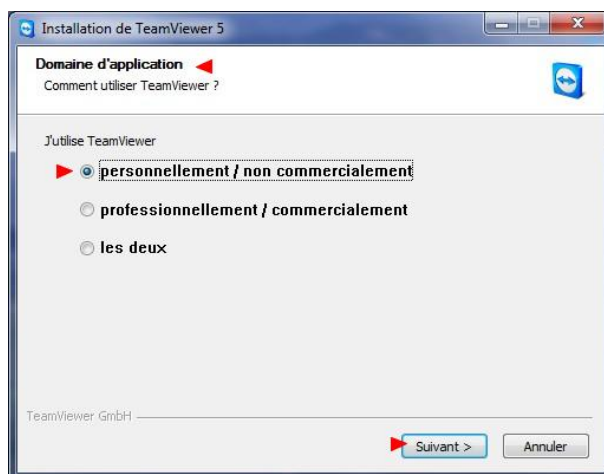 Installation de TeamViewer 5
Domaine d'application
Comment utiliser TeamViewer ?
J'utilise TeamViewer
personnellement / non commercialement
professionnellement / commercialement
les deux
TeamViewer GmbH
Suivant >
Annuler